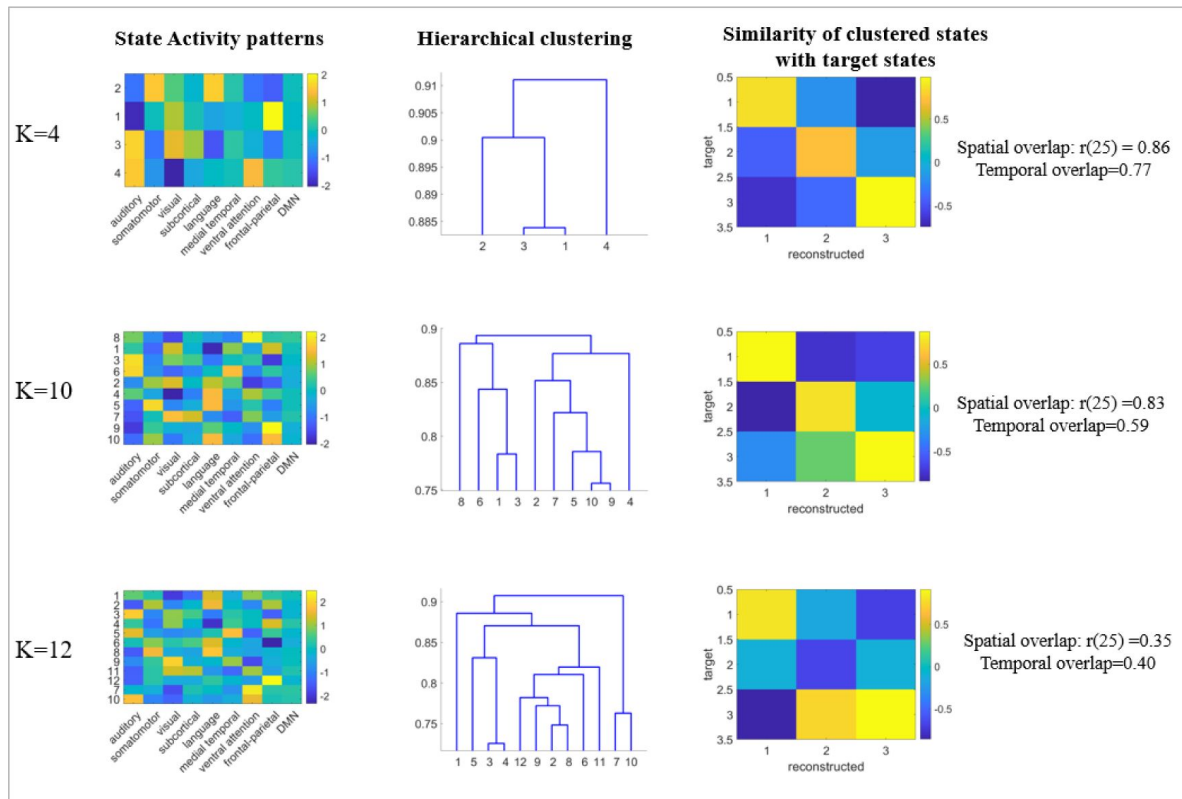 State Activity patterns
Hierarchical clustering
Similarity of clustered states
with target states
K=4
2
1
3
4
2
1
0
-1
-2
auditory
somatomotor
visual
subcortical
language
medial temporal
ventral attention
frontal-parietal
DMN
0.91
0.905
0.9
0.895
0.89
0.885
2 3 1 4
target
0.5
1
1.5
2
2.5
3
3.5
1 2 3
reconstructed
0.5
0
-0.5
Spatial overlap: r(25) = 0.86
Temporal overlap=0.77
K=10
8
1
3
6
2
4
5
7
9
10
2
1
0
-1
-2
auditory
somatomotor
visual
subcortical
language
medial temporal
ventral attention
frontal-parietal
DMN
0.9
0.85
0.8
0.75
8 6 1 3 2 7 5 10 9 4
target
0.5
1
1.5
2
2.5
3
3.5
1 2 3
reconstructed
0.5
0
-0.5
Spatial overlap: r(25) =0.83
Temporal overlap=0.59
K=12
1
2
3
4
5
6
8
9
11
12
7
10
2
1
0
-1
-2
auditory
somatomotor
visual
subcortical
language
medial temporal
ventral attention
frontal-parietal
DMN
0.9
0.85
0.8
0.75
1 5 3 4 12 9 2 8 6 11 7 10
target
0.5
1
1.5
2
2.5
3
3.5
1 2 3
reconstructed
0.5
0
-0.5
Spatial overlap: r(25) =0.35
Temporal overlap=0.40